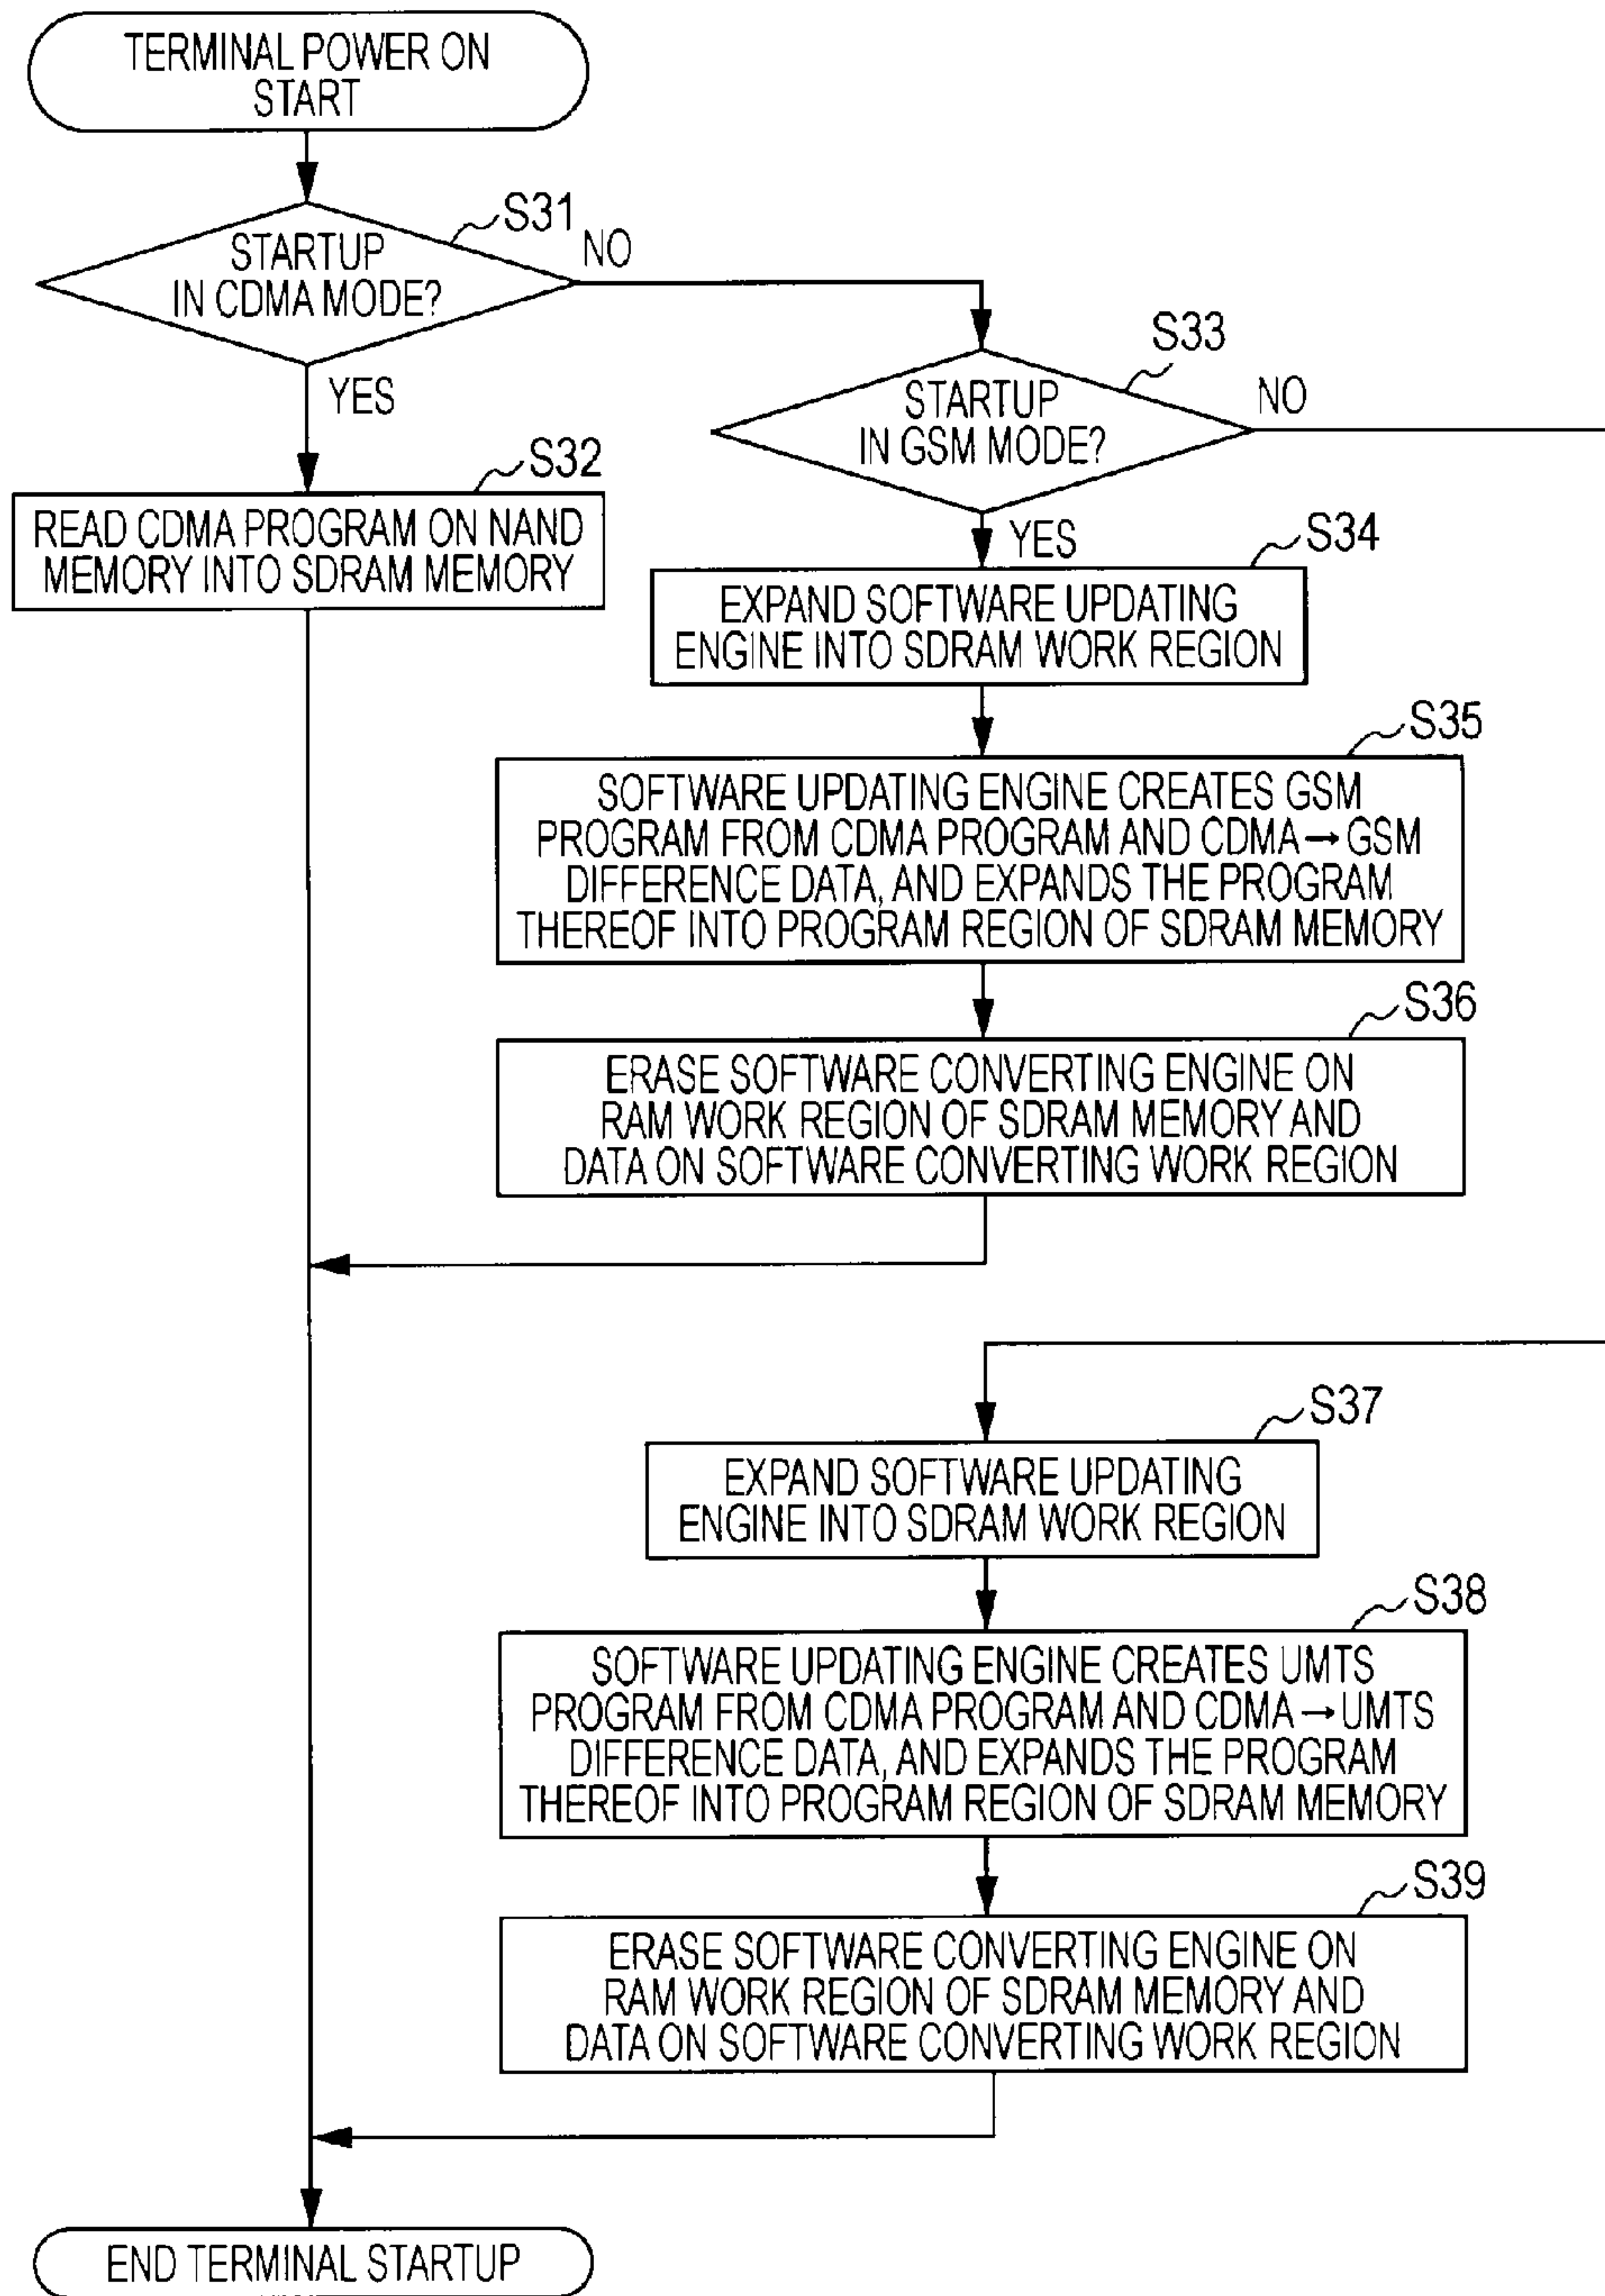 TERMINAL POWER ON
START
S31
STARTUP
IN CDMA MODE?
NO
YES
S32
READ CDMA PROGRAM ON NAND
MEMORY INTO SDRAM MEMORY
S33
STARTUP
IN GSM MODE?
NO
YES
S34
EXPAND SOFTWARE UPDATING
ENGINE INTO SDRAM WORK REGION
S35
SOFTWARE UPDATING ENGINE CREATES GSM
PROGRAM FROM CDMA PROGRAM AND CDMA→GSM
DIFFERENCE DATA, AND EXPANDS THE PROGRAM
THEREOF INTO PROGRAM REGION OF SDRAM MEMORY
S36
ERASE SOFTWARE CONVERTING ENGINE ON
RAM WORK REGION OF SDRAM MEMORY AND
DATA ON SOFTWARE CONVERTING WORK REGION
S37
EXPAND SOFTWARE UPDATING
ENGINE INTO SDRAM WORK REGION
S38
SOFTWARE UPDATING ENGINE CREATES UMTS
PROGRAM FROM CDMA PROGRAM AND CDMA→UMTS
DIFFERENCE DATA, AND EXPANDS THE PROGRAM
THEREOF INTO PROGRAM REGION OF SDRAM MEMORY
S39
ERASE SOFTWARE CONVERTING ENGINE ON
RAM WORK REGION OF SDRAM MEMORY AND
DATA ON SOFTWARE CONVERTING WORK REGION
END TERMINAL STARTUP